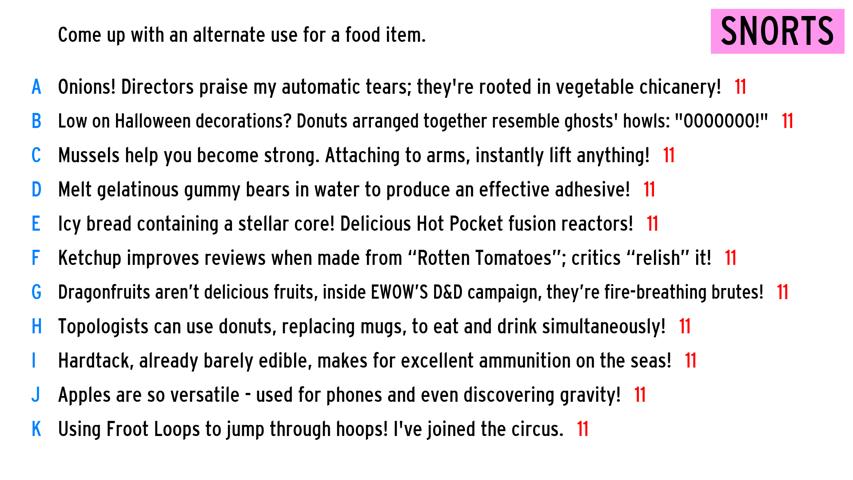 Come up with an alternate use for a food item.
SNORTS
A Onions! Directors praise my automatic tears; they're rooted in vegetable chicanery! 11
B Low on Halloween decorations? Donuts arranged together resemble ghosts' howls: "OOOOOOO!" 11
C Mussels help you become strong. Attaching to arms, instantly lift anything! 11
D Melt gelatinous gummy bears in water to produce an effective adhesive! 11
E Icy bread containing a stellar core! Delicious Hot Pocket fusion reactors! 11
F Ketchup improves reviews when made from “Rotten Tomatoes”; critics “relish” it! 11
G Dragonfruits aren’t delicious fruits, inside EWOW’S D&D campaign, they’re fire-breathing brutes! 11
H Topologists can use donuts, replacing mugs, to eat and drink simultaneously! 11
I Hardtack, already barely edible, makes for excellent ammunition on the seas! 11
J Apples are so versatile - used for phones and even discovering gravity! 11
K Using Froot Loops to jump through hoops! I've joined the circus. 11